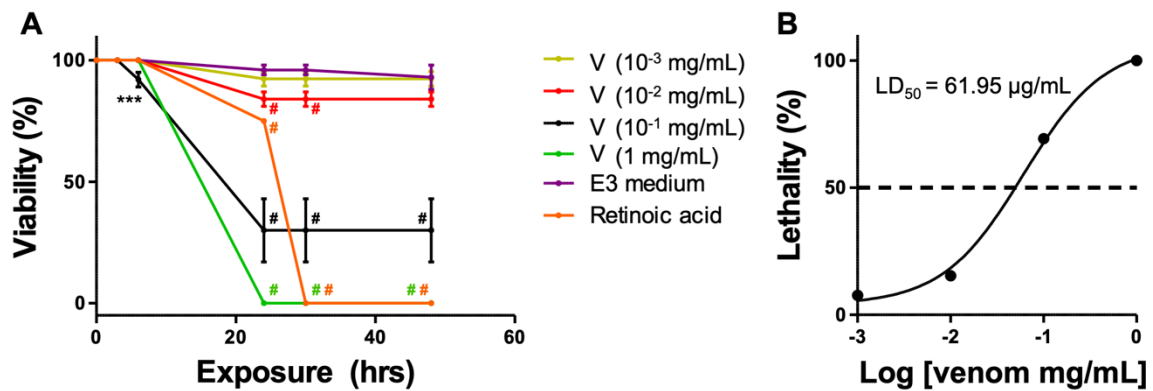 A
Viability (%)
100
50
0
0
20
40
60
Exposure (hrs)
***
#
#
#
#
#
#
#
# #
# #
V (10⁻³ mg/mL)
V (10⁻² mg/mL)
V (10⁻¹ mg/mL)
V (1 mg/mL)
E3 medium
Retinoic acid
B
Lethality (%)
100
50
0
LD₅₀ = 61.95 µg/mL
-3
-2
-1
0
Log [venom mg/mL]